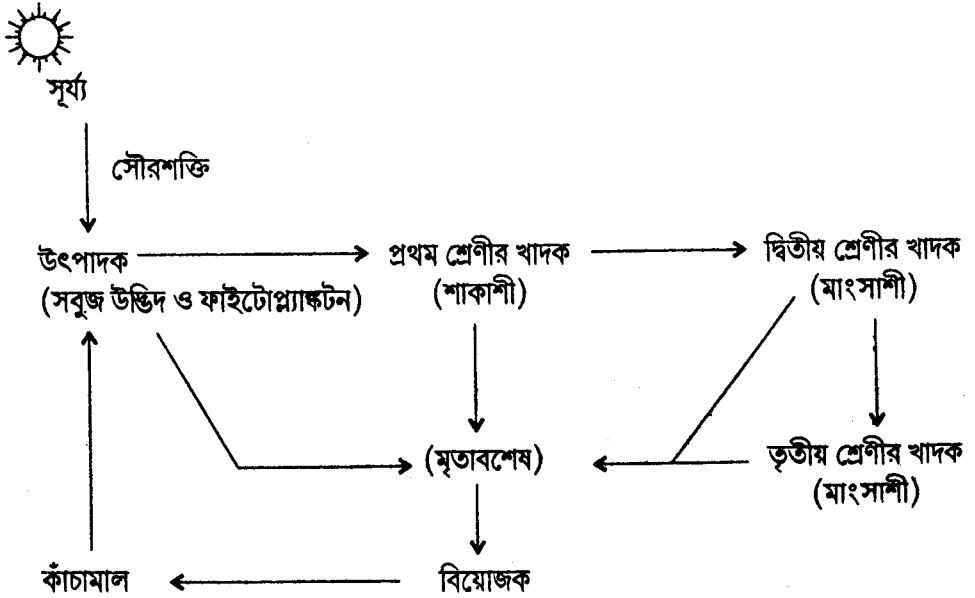 সূর্য্য
সৌরশক্তি
উৎপাদক
(সবুজ উদ্ভিদ ও ফাইটোপ্ল্যাঙ্কটন)
প্রথম শ্রেণীর খাদক
(শাকাশী)
দ্বিতীয় শ্রেণীর খাদক
(মাংসাশী)
(মৃতাবশেষ)
তৃতীয় শ্রেণীর খাদক
(মাংসাশী)
কাঁচামাল
বিয়োজক